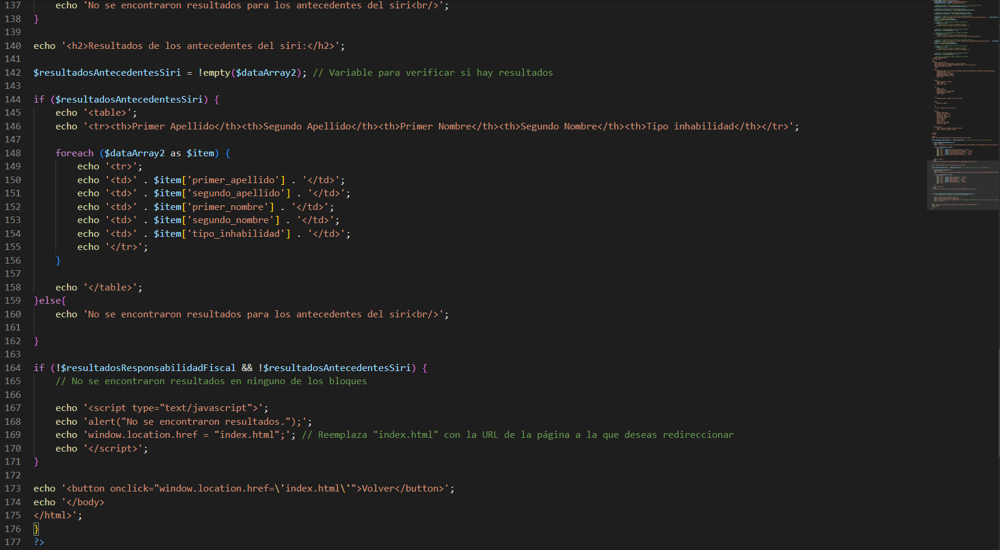 137 echo 'No se encontraron resultados para los antecedentes del siri<br/>';
138 }
139
140 echo '<h2>Resultados de los antecedentes del siri:</h2>';
141
142 $resultadosAntecedentesSiri = !empty($dataArray2); // Variable para verificar si hay resultados
143
144 if ($resultadosAntecedentesSiri) {
145     echo '<table>';
146     echo '<tr><th>Primer Apellido</th><th>Segundo Apellido</th><th>Primer Nombre</th><th>Segundo Nombre</th><th>Tipo inhabilidad</th></tr>';
147
148     foreach ($dataArray2 as $item) {
149         echo '<tr>';
150         echo '<td>' . $item['primer_apellido'] . '</td>';
151         echo '<td>' . $item['segundo_apellido'] . '</td>';
152         echo '<td>' . $item['primer_nombre'] . '</td>';
153         echo '<td>' . $item['segundo_nombre'] . '</td>';
154         echo '<td>' . $item['tipo_inhabilidad'] . '</td>';
155         echo '</tr>';
156     }
157
158     echo '</table>';
159 }else{
160     echo 'No se encontraron resultados para los antecedentes del siri<br/>';
161
162 }
163
164 if (!$resultadosResponsabilidadFiscal && !$resultadosAntecedentesSiri) {
165     // No se encontraron resultados en ninguno de los bloques
166
167     echo '<script type="text/javascript">';
168     echo 'alert("No se encontraron resultados.");';
169     echo 'window.location.href = "index.html";'; // Reemplaza "index.html" con la URL de la página a la que deseas redireccionar
170     echo '</script>';
171 }
172
173 echo '<button onclick="window.location.href=\'index.html\'">Volver</button>';
174 echo '</body>
175 </html>';
176 }
177 ?>